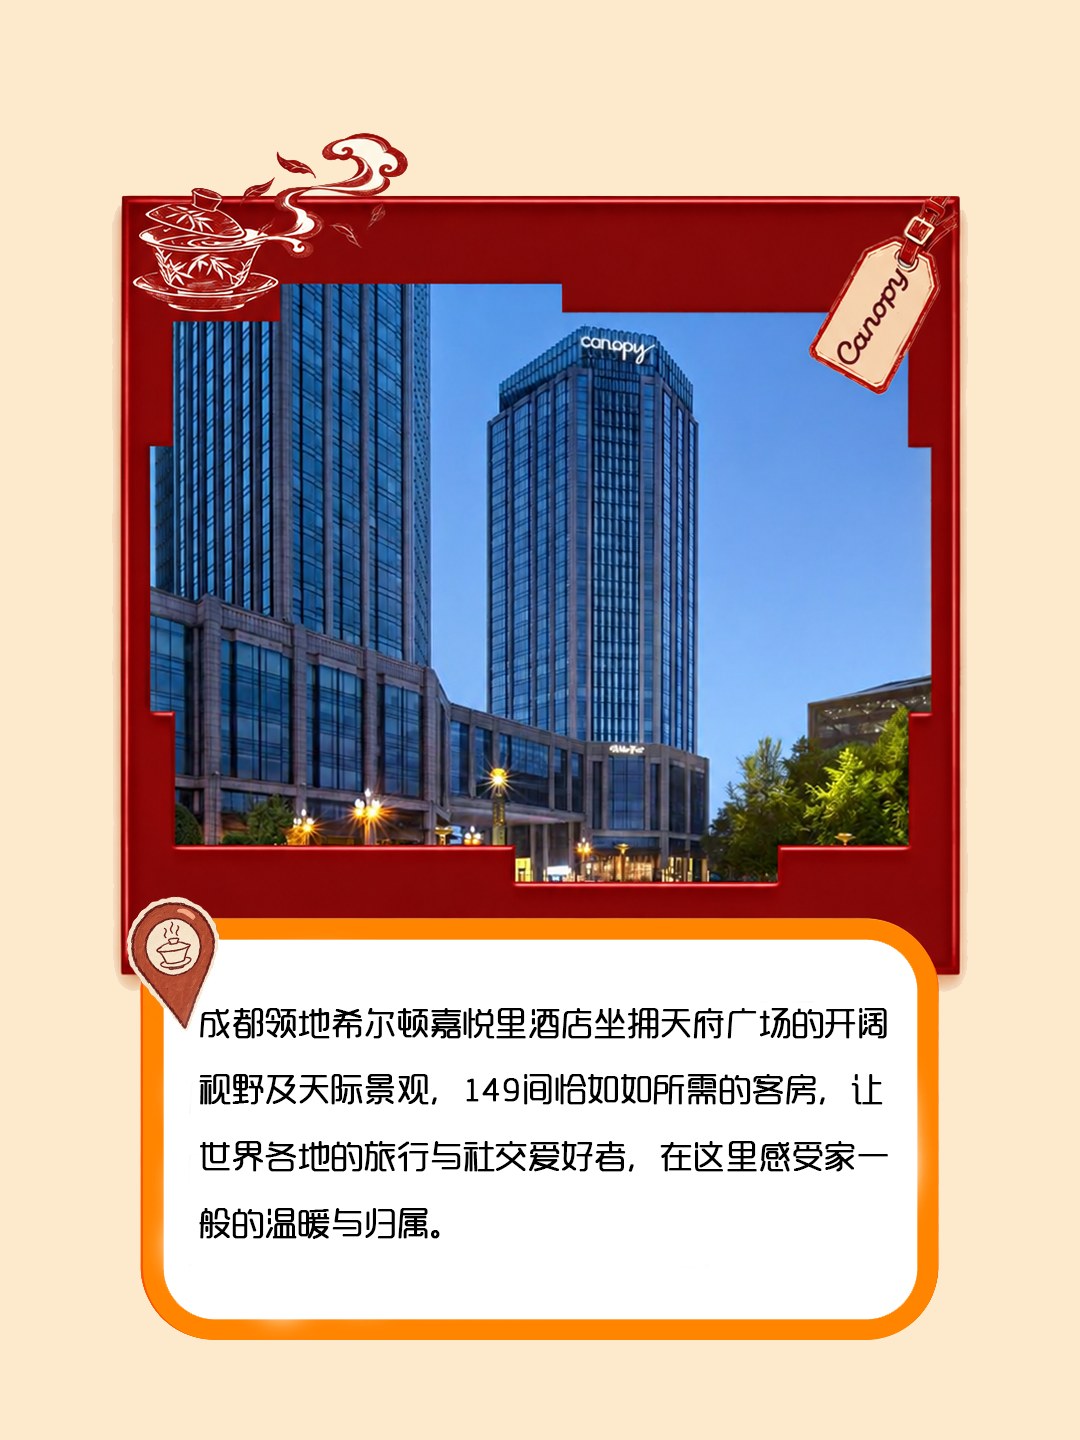 canopy
Canopy
成都领地希尔顿嘉悦里酒店坐拥天府广场的开阔
视野及天际景观，149间恰如如所需的客房，让
世界各地的旅行与社交爱好者，在这里感受家一
般的温暖与归属。